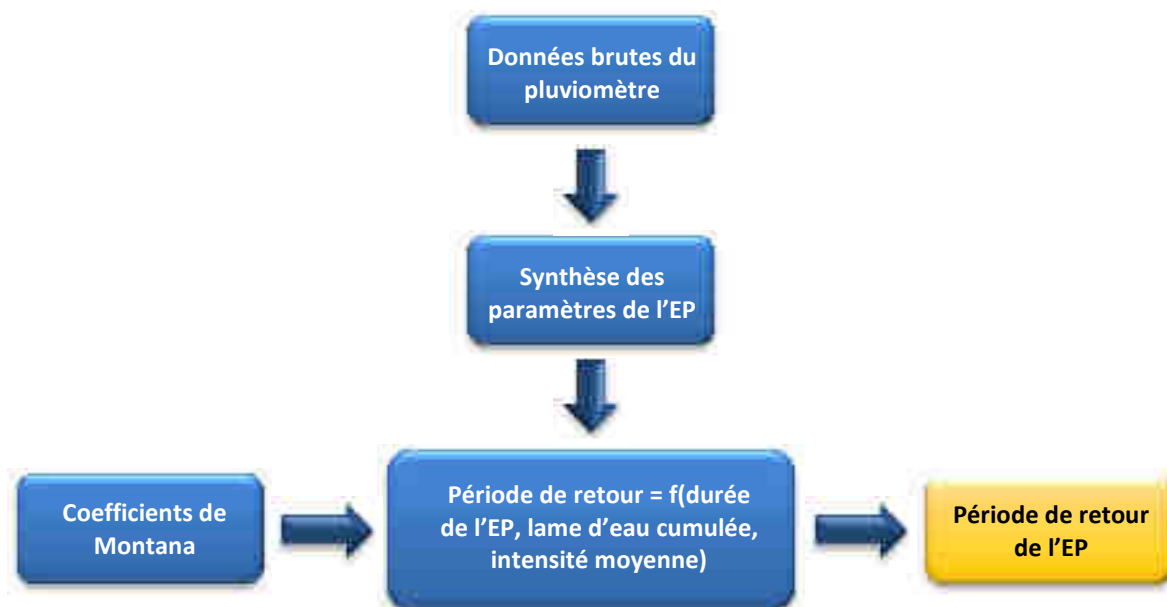 Données brutes du
pluviomètre
Synthèse des
paramètres de l’EP
Coefficients de
Montana
Période de retour = f(durée
de l’EP, lame d’eau cumulée,
intensité moyenne)
Période de retour
de l’EP